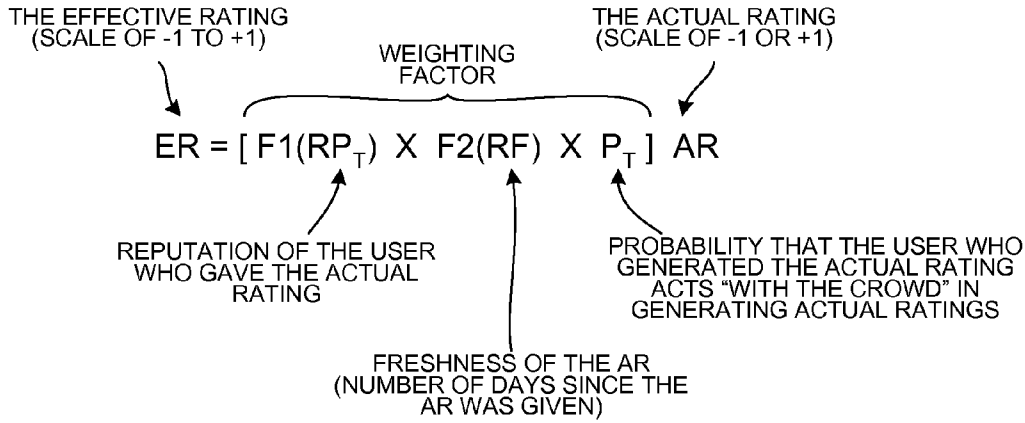 THE EFFECTIVE RATING
(SCALE OF -1 TO +1)
THE ACTUAL RATING
(SCALE OF -1 OR +1)
WEIGHTING
FACTOR
ER = [ F1(RP_T) X F2(RF) X P_T ] AR
REPUTATION OF THE USER
WHO GAVE THE ACTUAL
RATING
PROBABILITY THAT THE USER WHO
GENERATED THE ACTUAL RATING
ACTS “WITH THE CROWD” IN
GENERATING ACTUAL RATINGS
FRESHNESS OF THE AR
(NUMBER OF DAYS SINCE THE
AR WAS GIVEN)